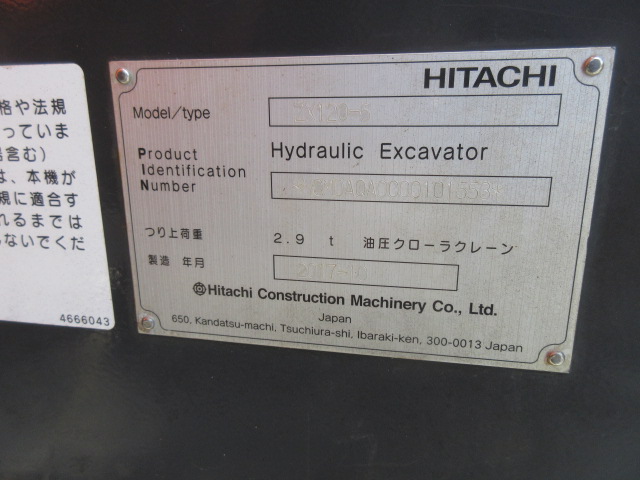 格や法規
っていま
含む)
は、本機が
規に適合す
れるまでは
ないでくだ
4666043
HITACHI
Model/type ZX120-6
Product Identification Number
Hydraulic Excavator
つり上荷重 2.9 t 油圧クローラクレーン
製造 年月
Hitachi Construction Machinery Co., Ltd.
Japan
650, Kandatsu-machi, Tsuchiura-shi, Ibaraki-ken, 300-0013 Japan